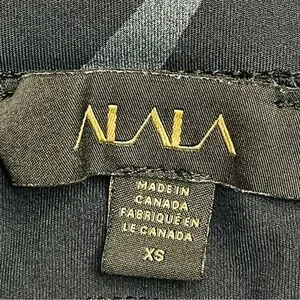 ALALA
MADE IN
CANADA
FABRIQUÉ EN
LE CANADA
XS